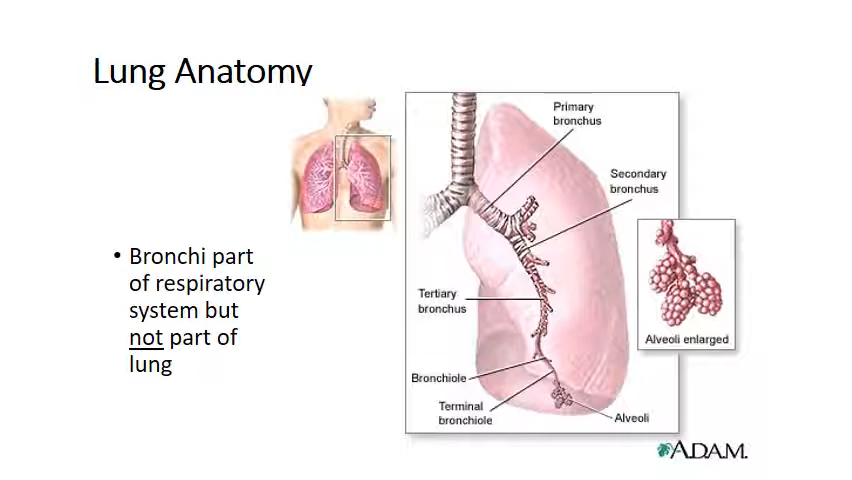 Lung Anatomy
• Bronchi part
of respiratory
system but
not part of
lung
Primary
bronchus
Secondary
bronchus
Tertiary
bronchus
Bronchiole
Terminal
bronchiole
Alveoli
Alveoli enlarged
A.D.A.M.